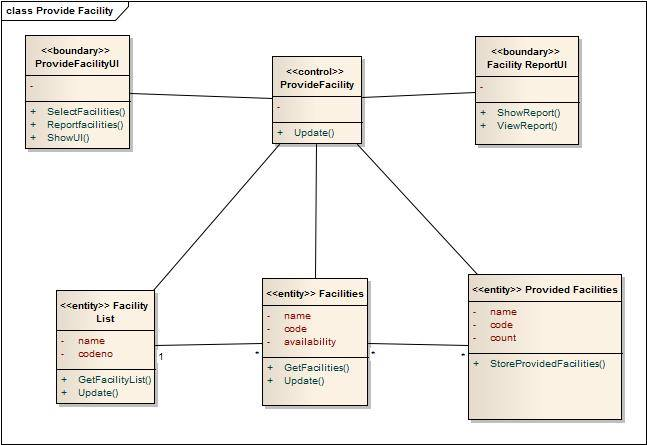 class Provide Facility
<<boundary>>
ProvideFacilityUI
-
+ SelectFacilities()
+ Reportfacilities()
+ ShowUI()
<<control>>
ProvideFacility
-
+ Update()
<<boundary>>
Facility ReportUI
-
+ ShowReport()
+ ViewReport()
<<entity>> Facility
List
- name
- codeno
+ GetFacilityList()
+ Update()
1
*
<<entity>> Facilities
- name
- code
- availability
+ GetFacilities()
+ Update()
*
*
<<entity>> Provided Facilities
- name
- code
- count
+ StoreProvidedFacilities()